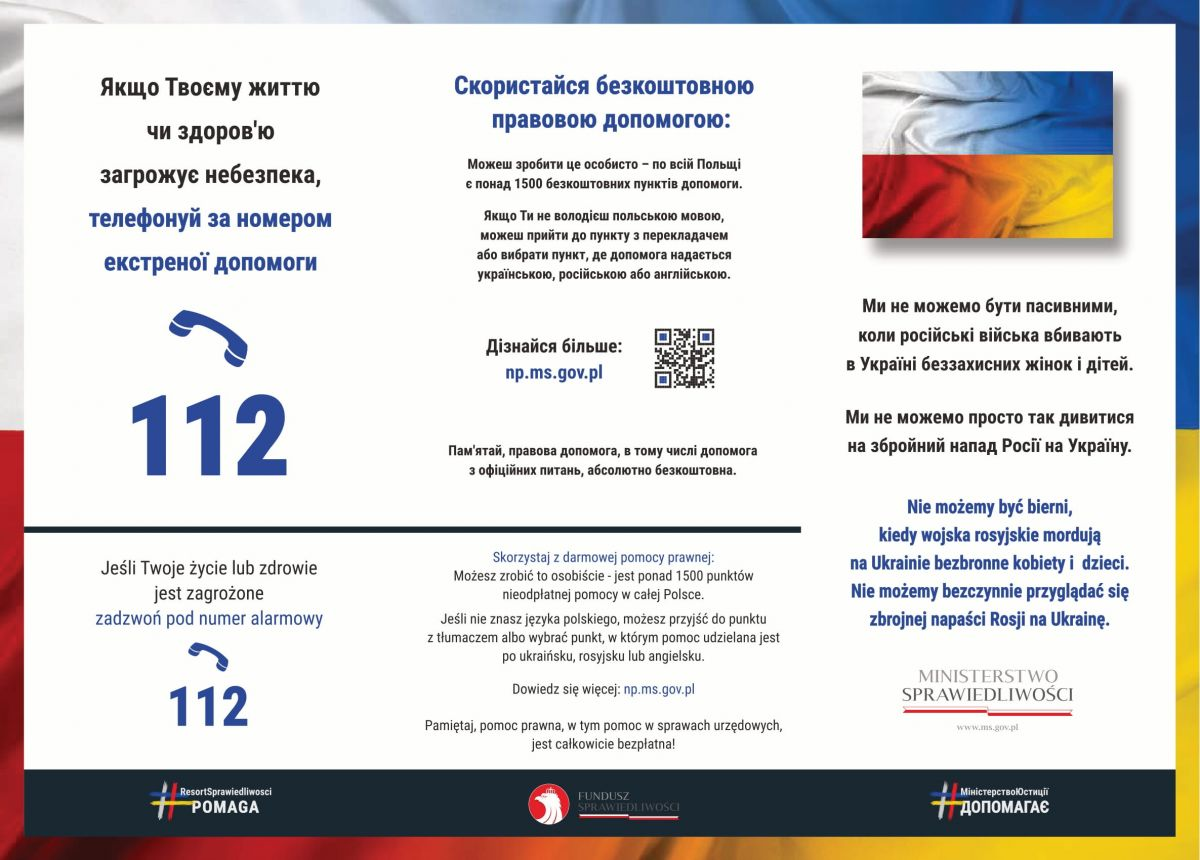 Якщо Твоєму життю
чи здоров'ю
загрожує небезпека,
телефонуй за номером
екстреної допомоги
112
Скористайся безкоштовною
правовою допомогою:
Можеш зробити це особисто – по всій Польщі
є понад 1500 безкоштовних пунктів допомоги.
Якщо Ти не володієш польською мовою,
можеш прийти до пункту з перекладачем
або вибрати пункт, де допомога надається
українською, російською або англійською.
Дізнайся більше:
np.ms.gov.pl
Пам'ятай, правова допомога, в тому числі допомога
з офіційних питань, абсолютно безкоштовна.
Ми не можемо бути пасивними,
коли російські війська вбивають
в Україні беззахисних жінок і дітей.
Ми не можемо просто так дивитися
на збройний напад Росії на Україну.
Nie możemy być bierni,
kiedy wojska rosyjskie mordują
na Ukrainie bezbronne kobiety i dzieci.
Nie możemy bezczynnie przyglądać się
zbrojnej napaści Rosji na Ukrainę.
MINISTERSTWO
SPRAWIEDLIWOŚCI
www.ms.gov.pl
Jeśli Twoje życie lub zdrowie
jest zagrożone
zadzwoń pod numer alarmowy
112
Skorzystaj z darmowej pomocy prawnej:
Możesz zrobić to osobiście - jest ponad 1500 punktów
nieodpłatnej pomocy w całej Polsce.
Jeśli nie znasz języka polskiego, możesz przyjść do punktu
z tłumaczem albo wybrać punkt, w którym pomoc udzielana jest
po ukraińsku, rosyjsku lub angielsku.
Dowiedz się więcej: np.ms.gov.pl
Pamiętaj, pomoc prawna, w tym pomoc w sprawach urzędowych,
jest całkowicie bezpłatna!
#ResortSprawiedliwosci
POMAGA
FUNDUSZ
SPRAWIEDLIWOŚCI
#МіністерствоЮстиції
ДОПОМАГАЄ